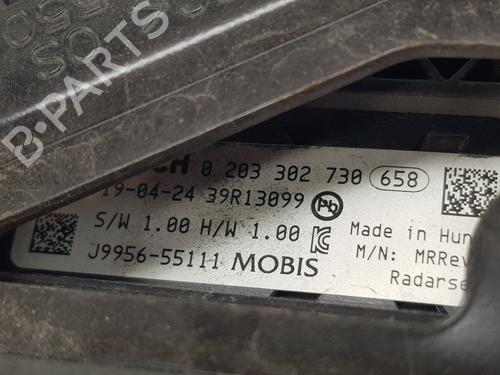 0 203 302 730 658
19-04-24 39R13099 Pb
S/W 1.00 H/W 1.00
Made in Hun
J9956-55111 MOBIS
M/N: MRRev
Radarse
B-PARTS